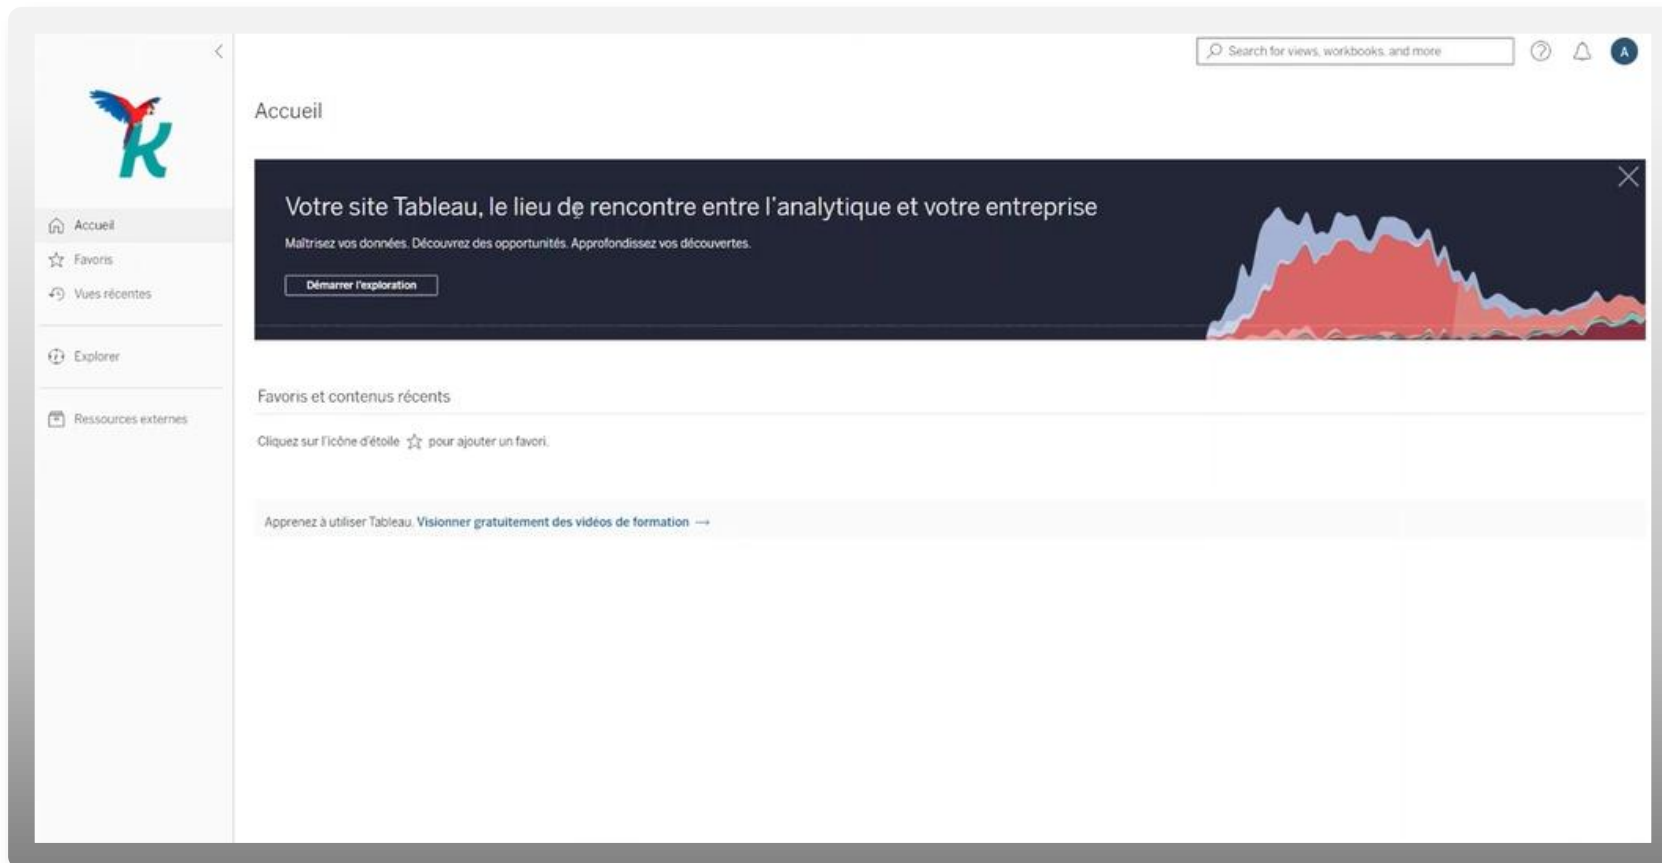 Search for views, workbooks, and more
A
K
Accueil
Accueil
Favoris
Vues récentes
Explorer
Ressources externes
Votre site Tableau, le lieu de rencontre entre l'analytique et votre entreprise
Maîtrisez vos données. Découvrez des opportunités. Approfondissez vos découvertes.
Démarrer l'exploration
Favoris et contenus récents
Cliquez sur l'icône d'étoile pour ajouter un favori.
Apprenez à utiliser Tableau. Visionner gratuitement des vidéos de formation →